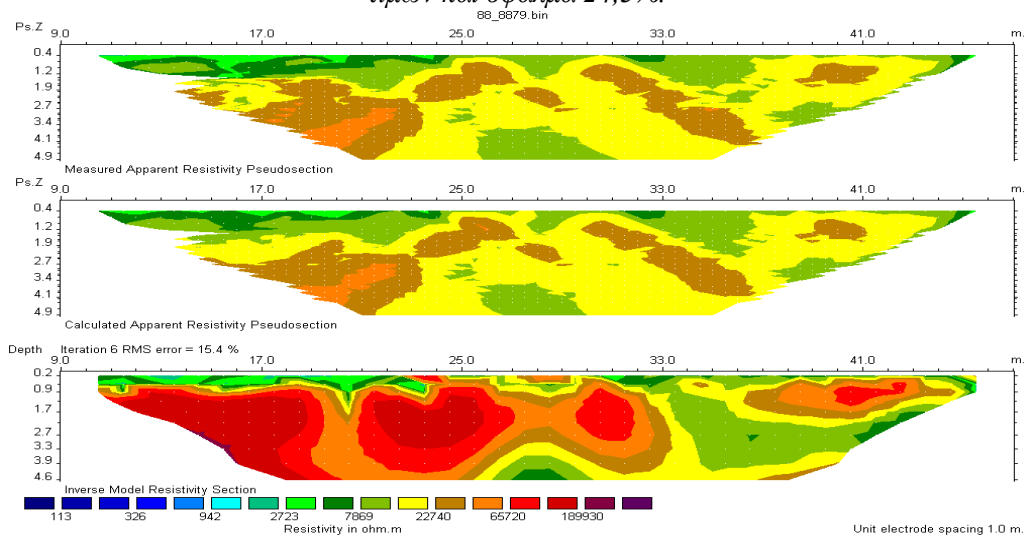 88_8879.bin
Ps.Z 9.0 17.0 25.0 33.0 41.0 m.
0.4
1.2
1.9
2.7
3.4
4.1
4.9
Measured Apparent Resistivity Pseudosection
Ps.Z 9.0 17.0 25.0 33.0 41.0 m.
0.4
1.2
1.9
2.7
3.4
4.1
4.9
Calculated Apparent Resistivity Pseudosection
Depth Iteration 6 RMS error = 15.4 %
9.0 17.0 25.0 33.0 41.0 m.
0.2
0.9
1.7
2.7
3.3
3.9
4.6
Inverse Model Resistivity Section
113 326 942 2723 7869 22740 65720 189930
Resistivity in ohm.m Unit electrode spacing 1.0 m.